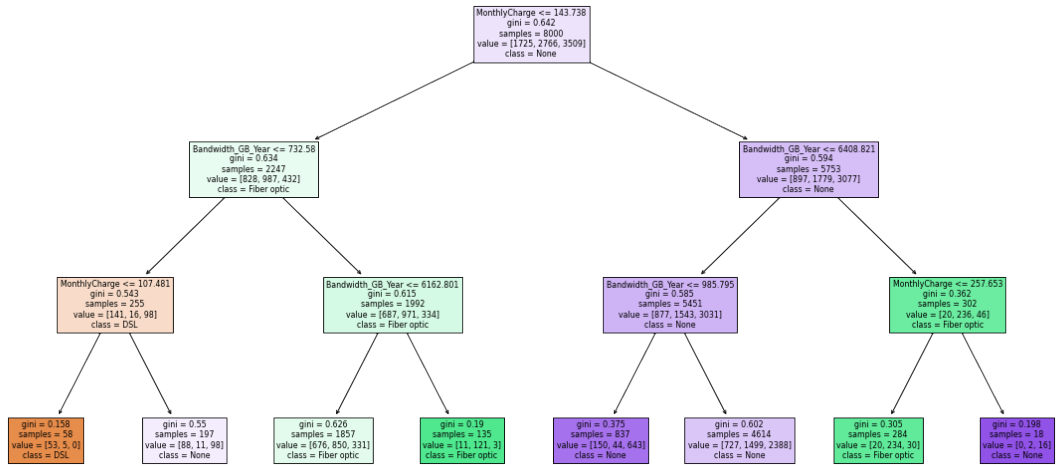 MonthlyCharge <= 143.738
gini = 0.642
samples = 8000
value = [1725, 2766, 3509]
class = None
Bandwidth_GB_Year <= 732.58
gini = 0.634
samples = 2247
value = [828, 987, 432]
class = Fiber optic
Bandwidth_GB_Year <= 6408.821
gini = 0.594
samples = 5753
value = [897, 1779, 3077]
class = None
MonthlyCharge <= 107.481
gini = 0.543
samples = 255
value = [141, 16, 98]
class = DSL
Bandwidth_GB_Year <= 6162.801
gini = 0.615
samples = 1992
value = [687, 971, 334]
class = Fiber optic
Bandwidth_GB_Year <= 985.795
gini = 0.585
samples = 5451
value = [877, 1543, 3031]
class = None
MonthlyCharge <= 257.653
gini = 0.362
samples = 302
value = [20, 236, 46]
class = Fiber optic
gini = 0.158
samples = 58
value = [53, 5, 0]
class = DSL
gini = 0.55
samples = 197
value = [88, 11, 98]
class = None
gini = 0.626
samples = 1857
value = [676, 850, 331]
class = Fiber optic
gini = 0.19
samples = 135
value = [11, 121, 3]
class = Fiber optic
gini = 0.375
samples = 837
value = [150, 44, 643]
class = None
gini = 0.602
samples = 4614
value = [727, 1499, 2388]
class = None
gini = 0.305
samples = 284
value = [20, 234, 30]
class = Fiber optic
gini = 0.198
samples = 18
value = [0, 2, 16]
class = None